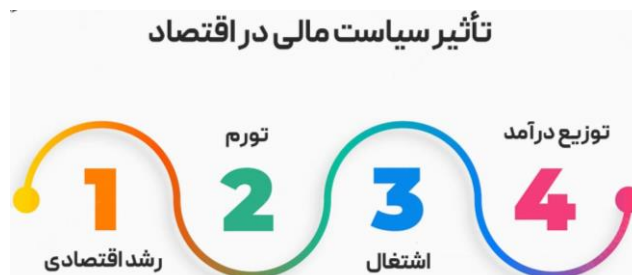 تأثیر سیاست مالی در اقتصاد
1
رشد اقتصادی
2
تورم
3
اشتغال
4
توزیع درآمد